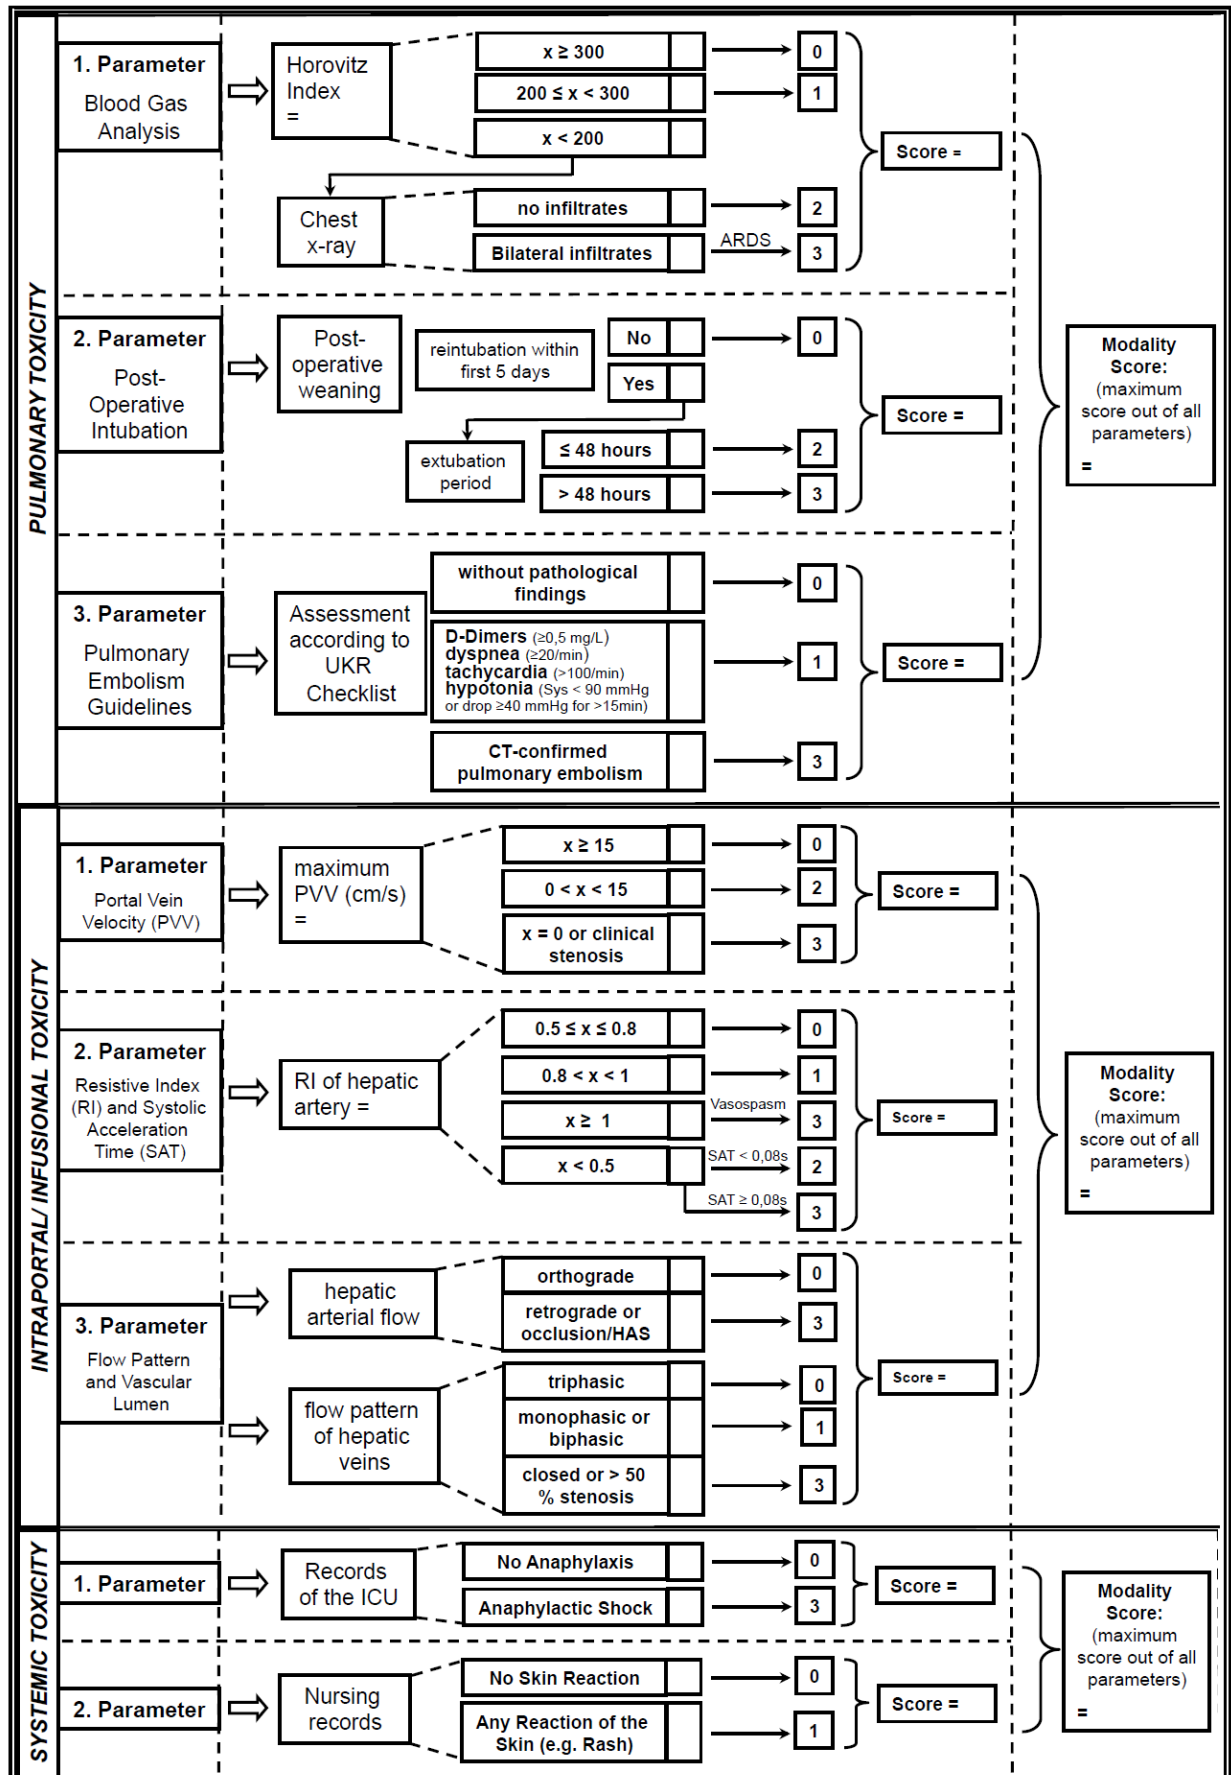 PULMONARY TOXICITY
1. Parameter
Blood Gas
Analysis
Horovitz
Index
=
x ≥ 300
0
200 ≤ x < 300
1
x < 200
Chest
x-ray
no infiltrates
2
Bilateral infiltrates
ARDS
3
Score =
2. Parameter
Post-
Operative
Intubation
Post-
operative
weaning
reintubation within
first 5 days
No
0
Yes
extubation
period
≤ 48 hours
2
> 48 hours
3
Score =
3. Parameter
Pulmonary
Embolism
Guidelines
Assessment
according to
UKR
Checklist
without pathological
findings
0
D-Dimers (≥0,5 mg/L)
dyspnea (≥20/min)
tachycardia (>100/min)
hypotonia (Sys < 90 mmHg
or drop ≥40 mmHg for >15min)
1
CT-confirmed
pulmonary embolism
3
Score =
Modality
Score:
(maximum
score out of all
parameters)
=
INTRAPORTAL/ INFUSIONAL TOXICITY
1. Parameter
Portal Vein
Velocity (PVV)
maximum
PVV (cm/s)
=
x ≥ 15
0
0 < x < 15
2
x = 0 or clinical
stenosis
3
Score =
2. Parameter
Resistive Index
(RI) and Systolic
Acceleration
Time (SAT)
RI of hepatic
artery =
0.5 ≤ x ≤ 0.8
0
0.8 < x < 1
1
x ≥ 1
Vasospasm
3
x < 0.5
SAT < 0,08s
2
SAT ≥ 0,08s
3
Score =
3. Parameter
Flow Pattern
and Vascular
Lumen
hepatic
arterial flow
orthograde
0
retrograde or
occlusion/HAS
3
flow pattern
of hepatic
veins
triphasic
0
monophasic or
biphasic
1
closed or > 50
% stenosis
3
Score =
Modality
Score:
(maximum
score out of all
parameters)
=
SYSTEMIC TOXICITY
1. Parameter
Records
of the ICU
No Anaphylaxis
0
Anaphylactic Shock
3
Score =
2. Parameter
Nursing
records
No Skin Reaction
0
Any Reaction of the
Skin (e.g. Rash)
1
Score =
Modality
Score:
(maximum
score out of all
parameters)
=